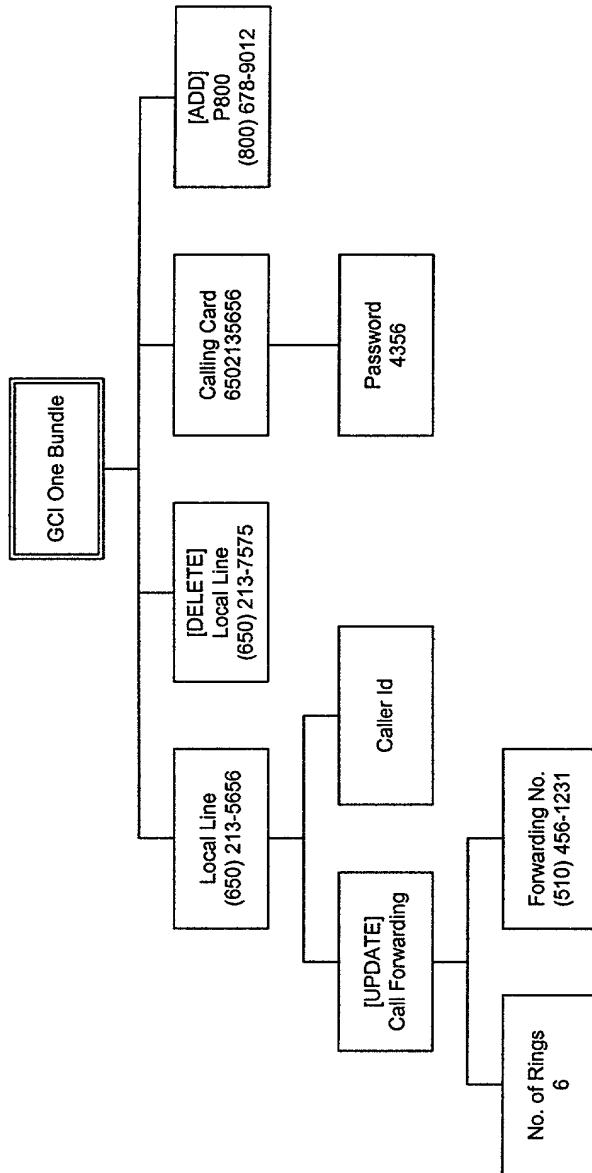 GCI One Bundle
Local Line
(650) 213-5656
[DELETE]
Local Line
(650) 213-7575
Calling Card
6502135656
[ADD]
P800
(800) 678-9012
[UPDATE]
Call Forwarding
Caller Id
Password
4356
No. of Rings
6
Forwarding No.
(510) 456-1231